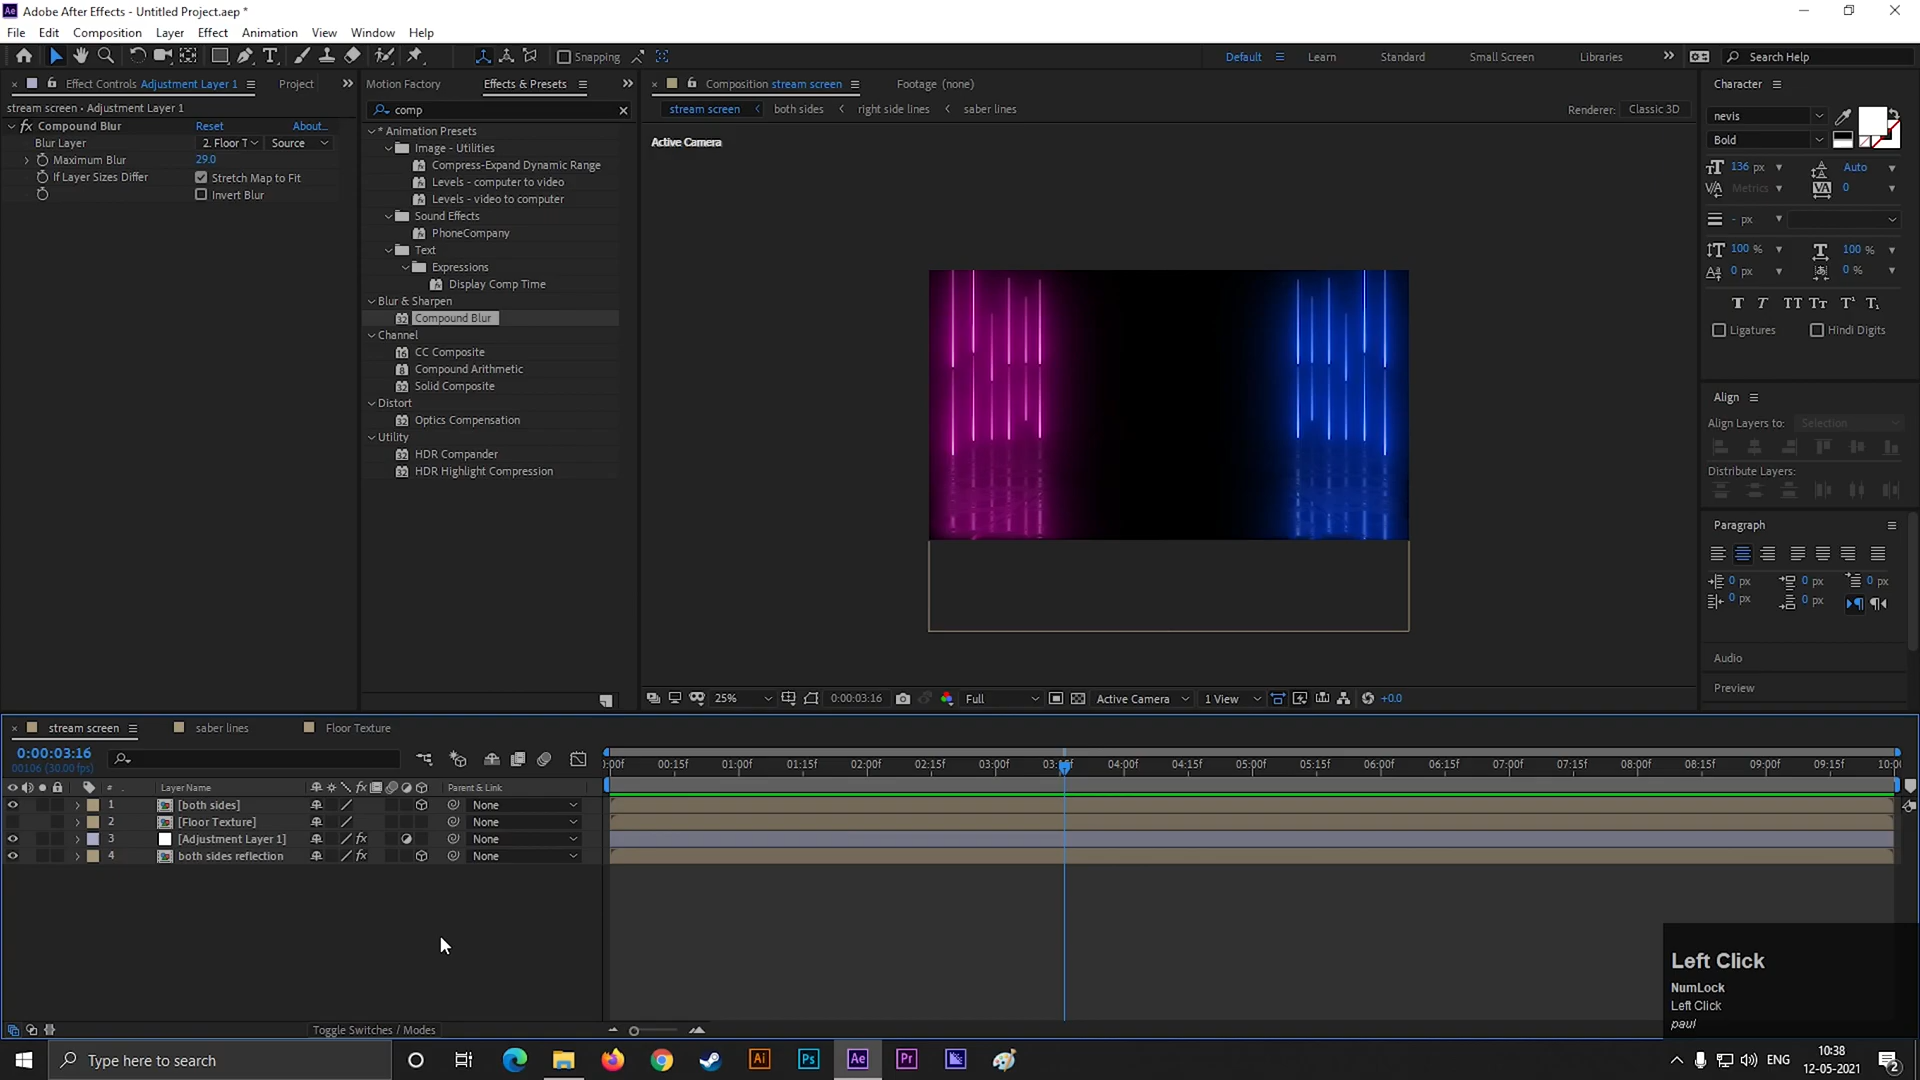 Adobe After Effects - Untitled Project.aep *
File Edit Composition Layer Effect Animation View Window Help
Snapping
Default Learn Standard Small Screen Libraries Search Help
Effect Controls Adjustment Layer 1 Project
stream screen • Adjustment Layer 1
Compound Blur Reset About...
Blur Layer 2. Floor T Source
Maximum Blur 29.0
If Layer Sizes Differ Stretch Map to Fit
Invert Blur
Motion Factory Effects & Presets
comp
* Animation Presets
Image - Utilities
Compress-Expand Dynamic Range
Levels - computer to video
Levels - video to computer
Sound Effects
PhoneCompany
Text
Expressions
Display Comp Time
Blur & Sharpen
Compound Blur
Channel
CC Composite
Compound Arithmetic
Solid Composite
Distort
Optics Compensation
Utility
HDR Compander
HDR Highlight Compression
Composition stream screen Footage (none)
stream screen both sides right side lines saber lines
Renderer: Classic 3D
Active Camera
25% 0:00:03:16 Full Active Camera 1 View +0.0
Character
nevis
Bold
136 px Auto
Metrics 0
- px
100 % 100 %
0 px 0 %
T T TT Tт T¹ T₁
Ligatures Hindi Digits
Align
Align Layers to: Selection
Distribute Layers:
Paragraph
0 px 0 px 0 px
0 px 0 px
Audio
Preview
stream screen saber lines Floor Texture
0:00:03:16
00106 (30.00 fps)
:00f 00:15f 01:00f 01:15f 02:00f 02:15f 03:00f 03:15f 04:00f 04:15f 05:00f 05:15f 06:00f 06:15f 07:00f 07:15f 08:00f 08:15f 09:00f 09:15f 10:00
# Layer Name Parent & Link
1 [both sides] None
2 [Floor Texture] None
3 [Adjustment Layer 1] None
4 both sides reflection None
Toggle Switches / Modes
Left Click
NumLock
Left Click
paul
Type here to search
Ai Ps Ae Pr
ENG 10:38
12-05-2021
2